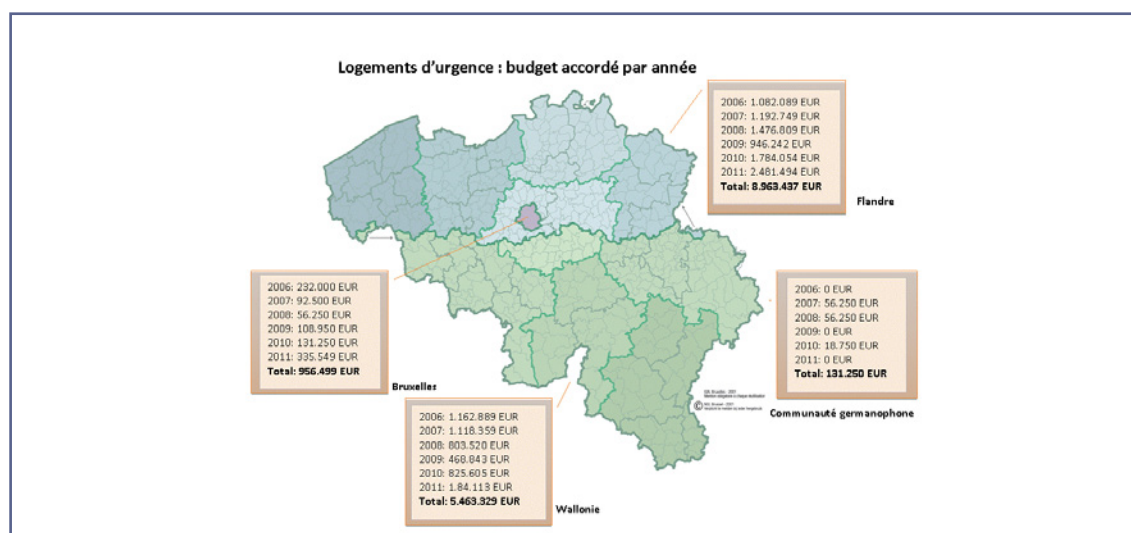 Logements d'urgence : budget accordé par année
2006: 1.082.089 EUR
2007: 1.192.749 EUR
2008: 1.476.809 EUR
2009: 946.242 EUR
2010: 1.784.054 EUR
2011: 2.481.494 EUR
Total: 8.963.437 EUR
Flandre
2006: 232.000 EUR
2007: 92.500 EUR
2008: 56.250 EUR
2009: 108.950 EUR
2010: 131.250 EUR
2011: 335.549 EUR
Total: 956.499 EUR
Bruxelles
2006: 0 EUR
2007: 56.250 EUR
2008: 56.250 EUR
2009: 0 EUR
2010: 18.750 EUR
2011: 0 EUR
Total: 131.250 EUR
Communauté germanophone
2006: 1.162.889 EUR
2007: 1.118.359 EUR
2008: 803.520 EUR
2009: 468.843 EUR
2010: 825.605 EUR
2011: 1.84.113 EUR
Total: 5.463.329 EUR
Wallonie